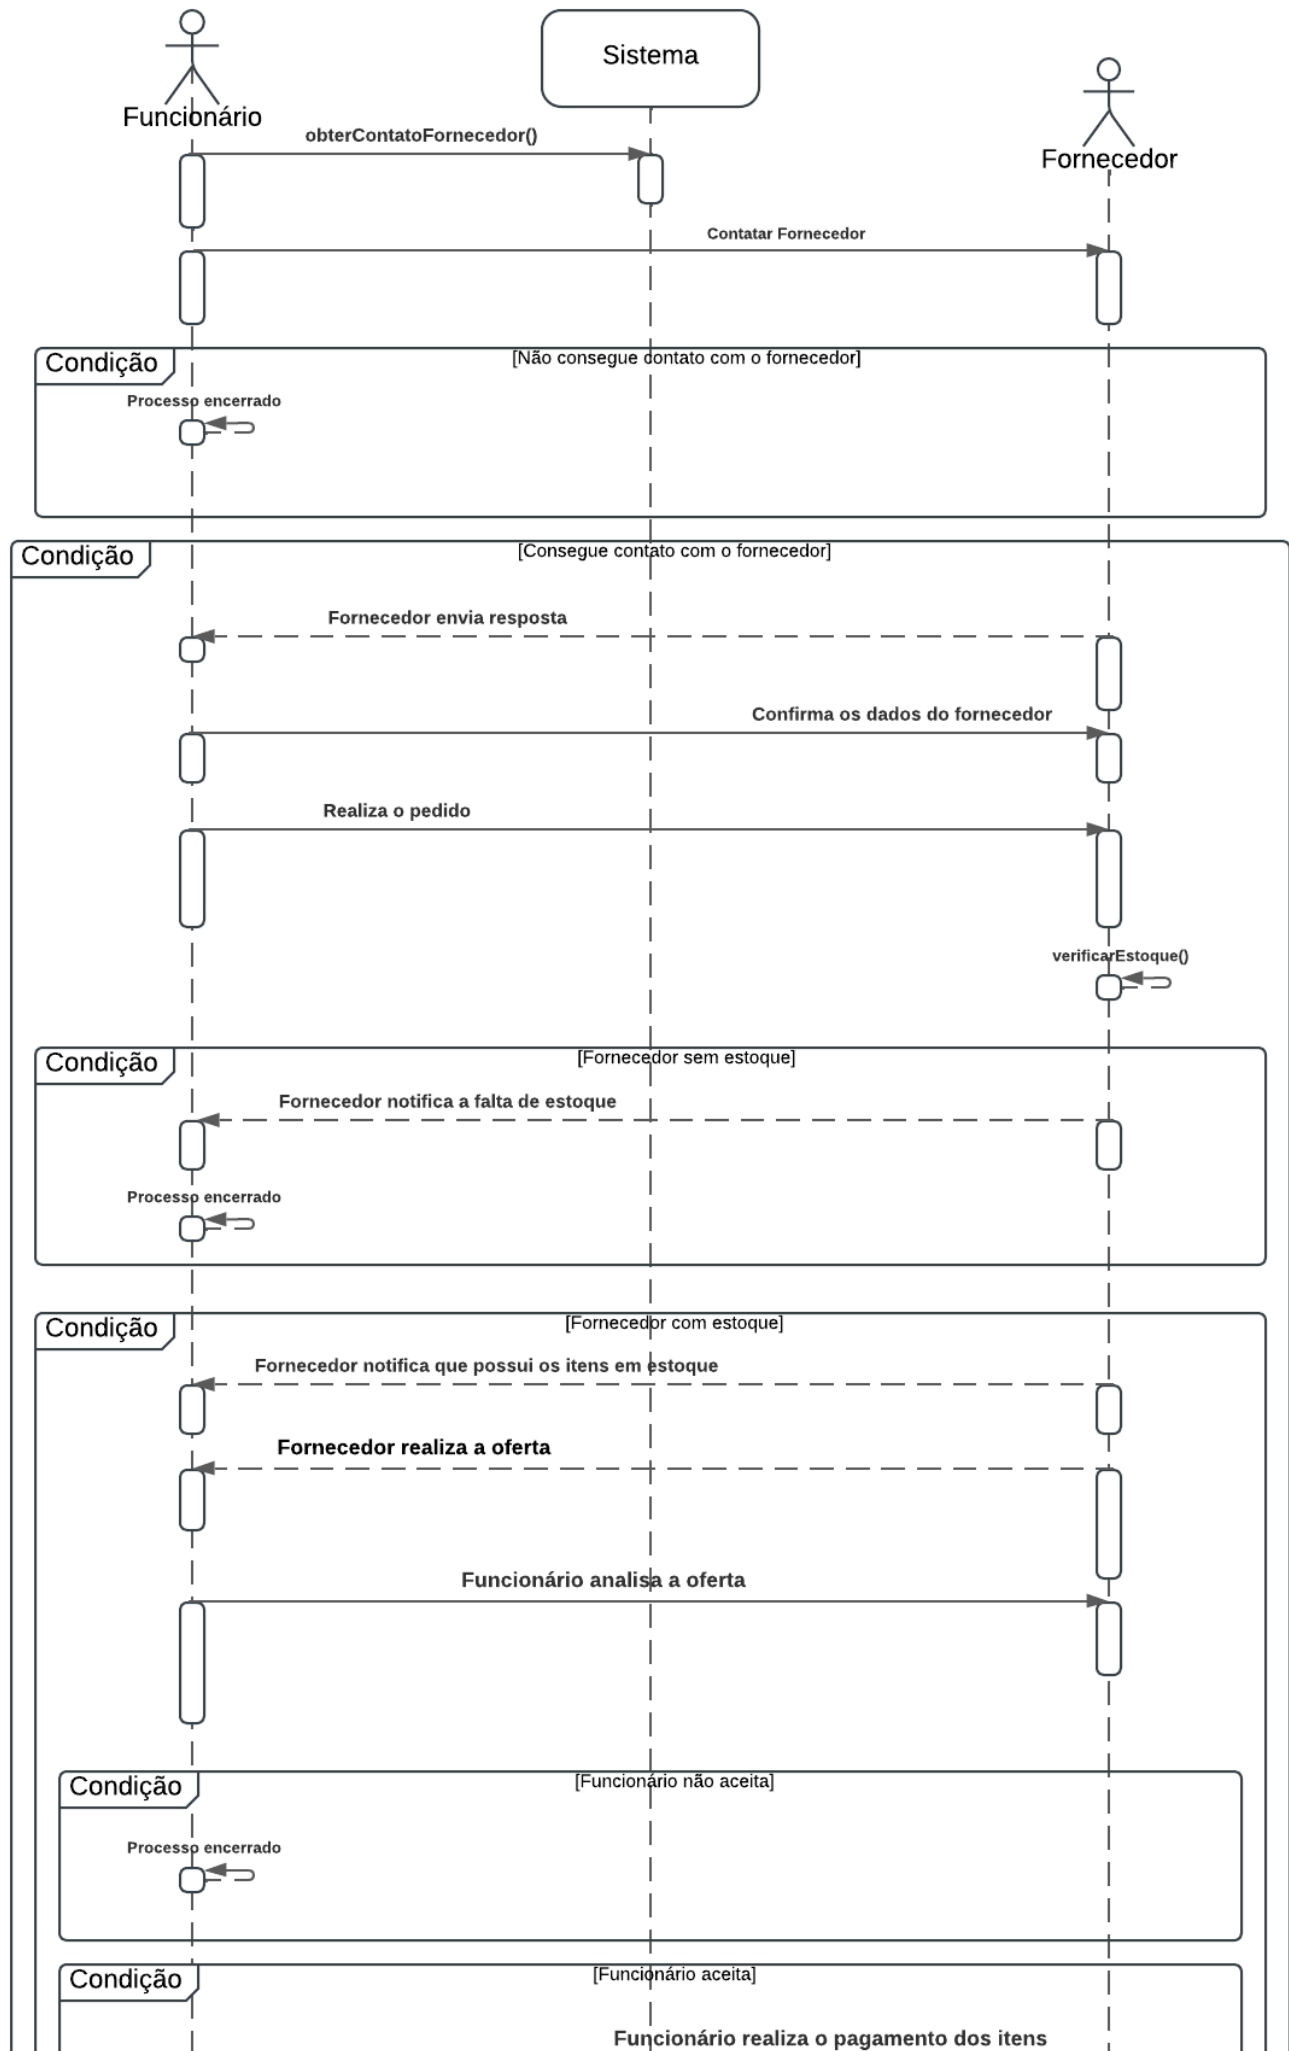 Sistema
Funcionário
Fornecedor
obterContatoFornecedor()
Contatar Fornecedor
Condição
[Não consegue contato com o fornecedor]
Processo encerrado
Condição
[Consegue contato com o fornecedor]
Fornecedor envia resposta
Confirma os dados do fornecedor
Realiza o pedido
verificarEstoque()
Condição
[Fornecedor sem estoque]
Fornecedor notifica a falta de estoque
Processo encerrado
Condição
[Fornecedor com estoque]
Fornecedor notifica que possui os itens em estoque
Fornecedor realiza a oferta
Funcionário analisa a oferta
Condição
[Funcionário não aceita]
Processo encerrado
Condição
[Funcionário aceita]
Funcionário realiza o pagamento dos itens